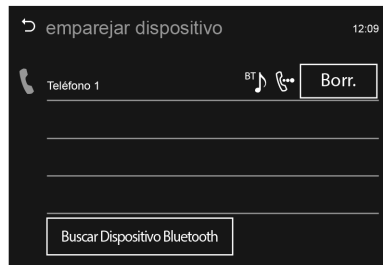 emparejar dispositivo
12:09
Teléfono 1
BT
Borr.
Buscar Dispositivo Bluetooth